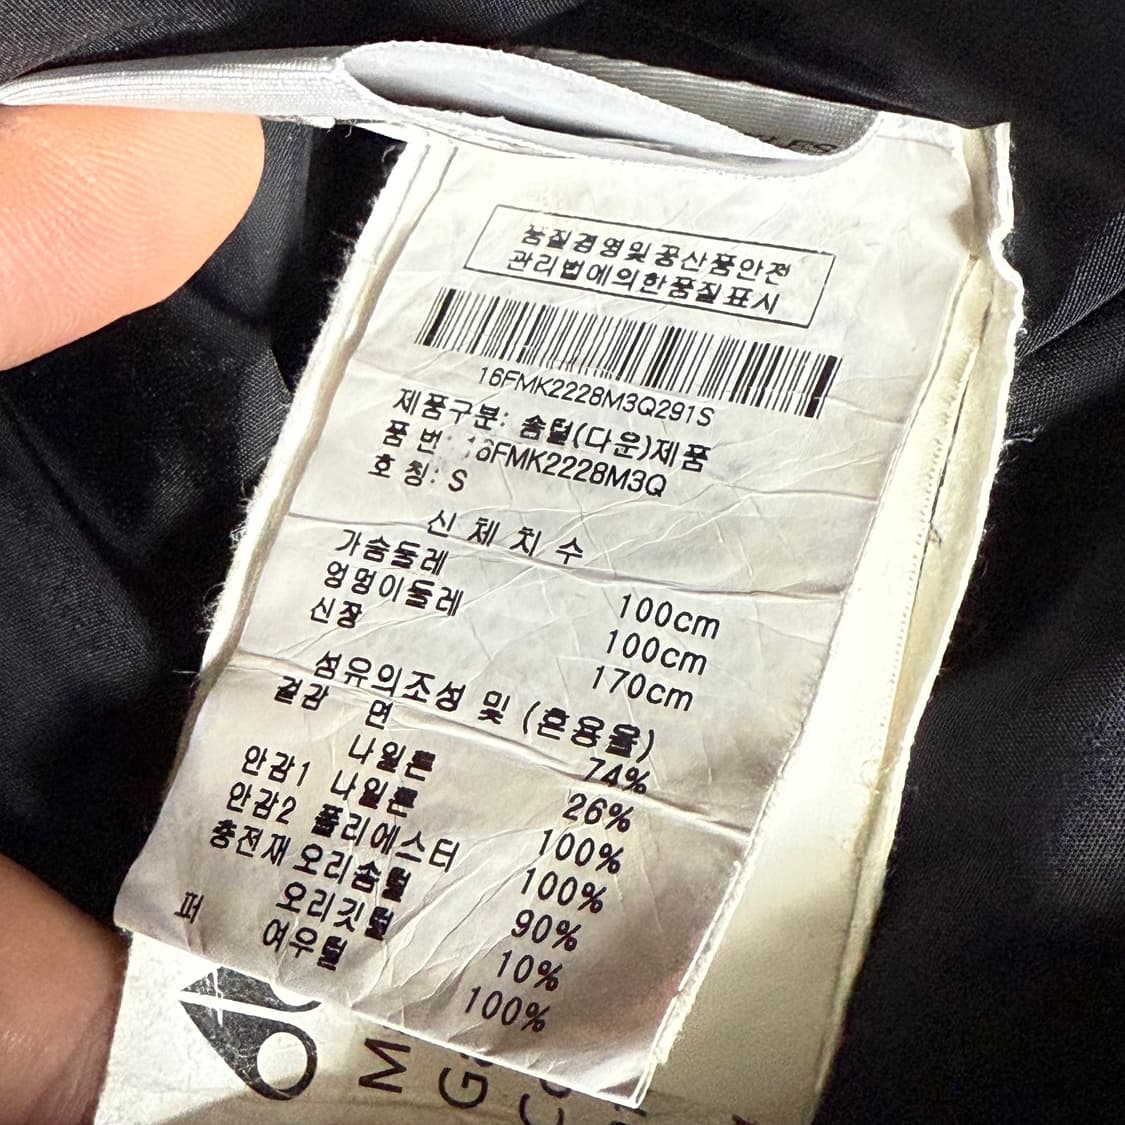 품질경영및공산품안전
관리법에의한품질표시
16FMK2228M3Q291S
제품구분: 솜털(다운)제품
품 번: 16FMK2228M3Q
호 칭: S
신 체 치 수
가슴둘레 100cm
엉덩이둘레 100cm
신장 170cm
섬유의조성 및 (혼용율)
겉감 면 74%
나일론 26%
안감1 나일론 100%
안감2 폴리에스터 100%
충전재 오리솜털 90%
오리깃털 10%
퍼 여우털 100%